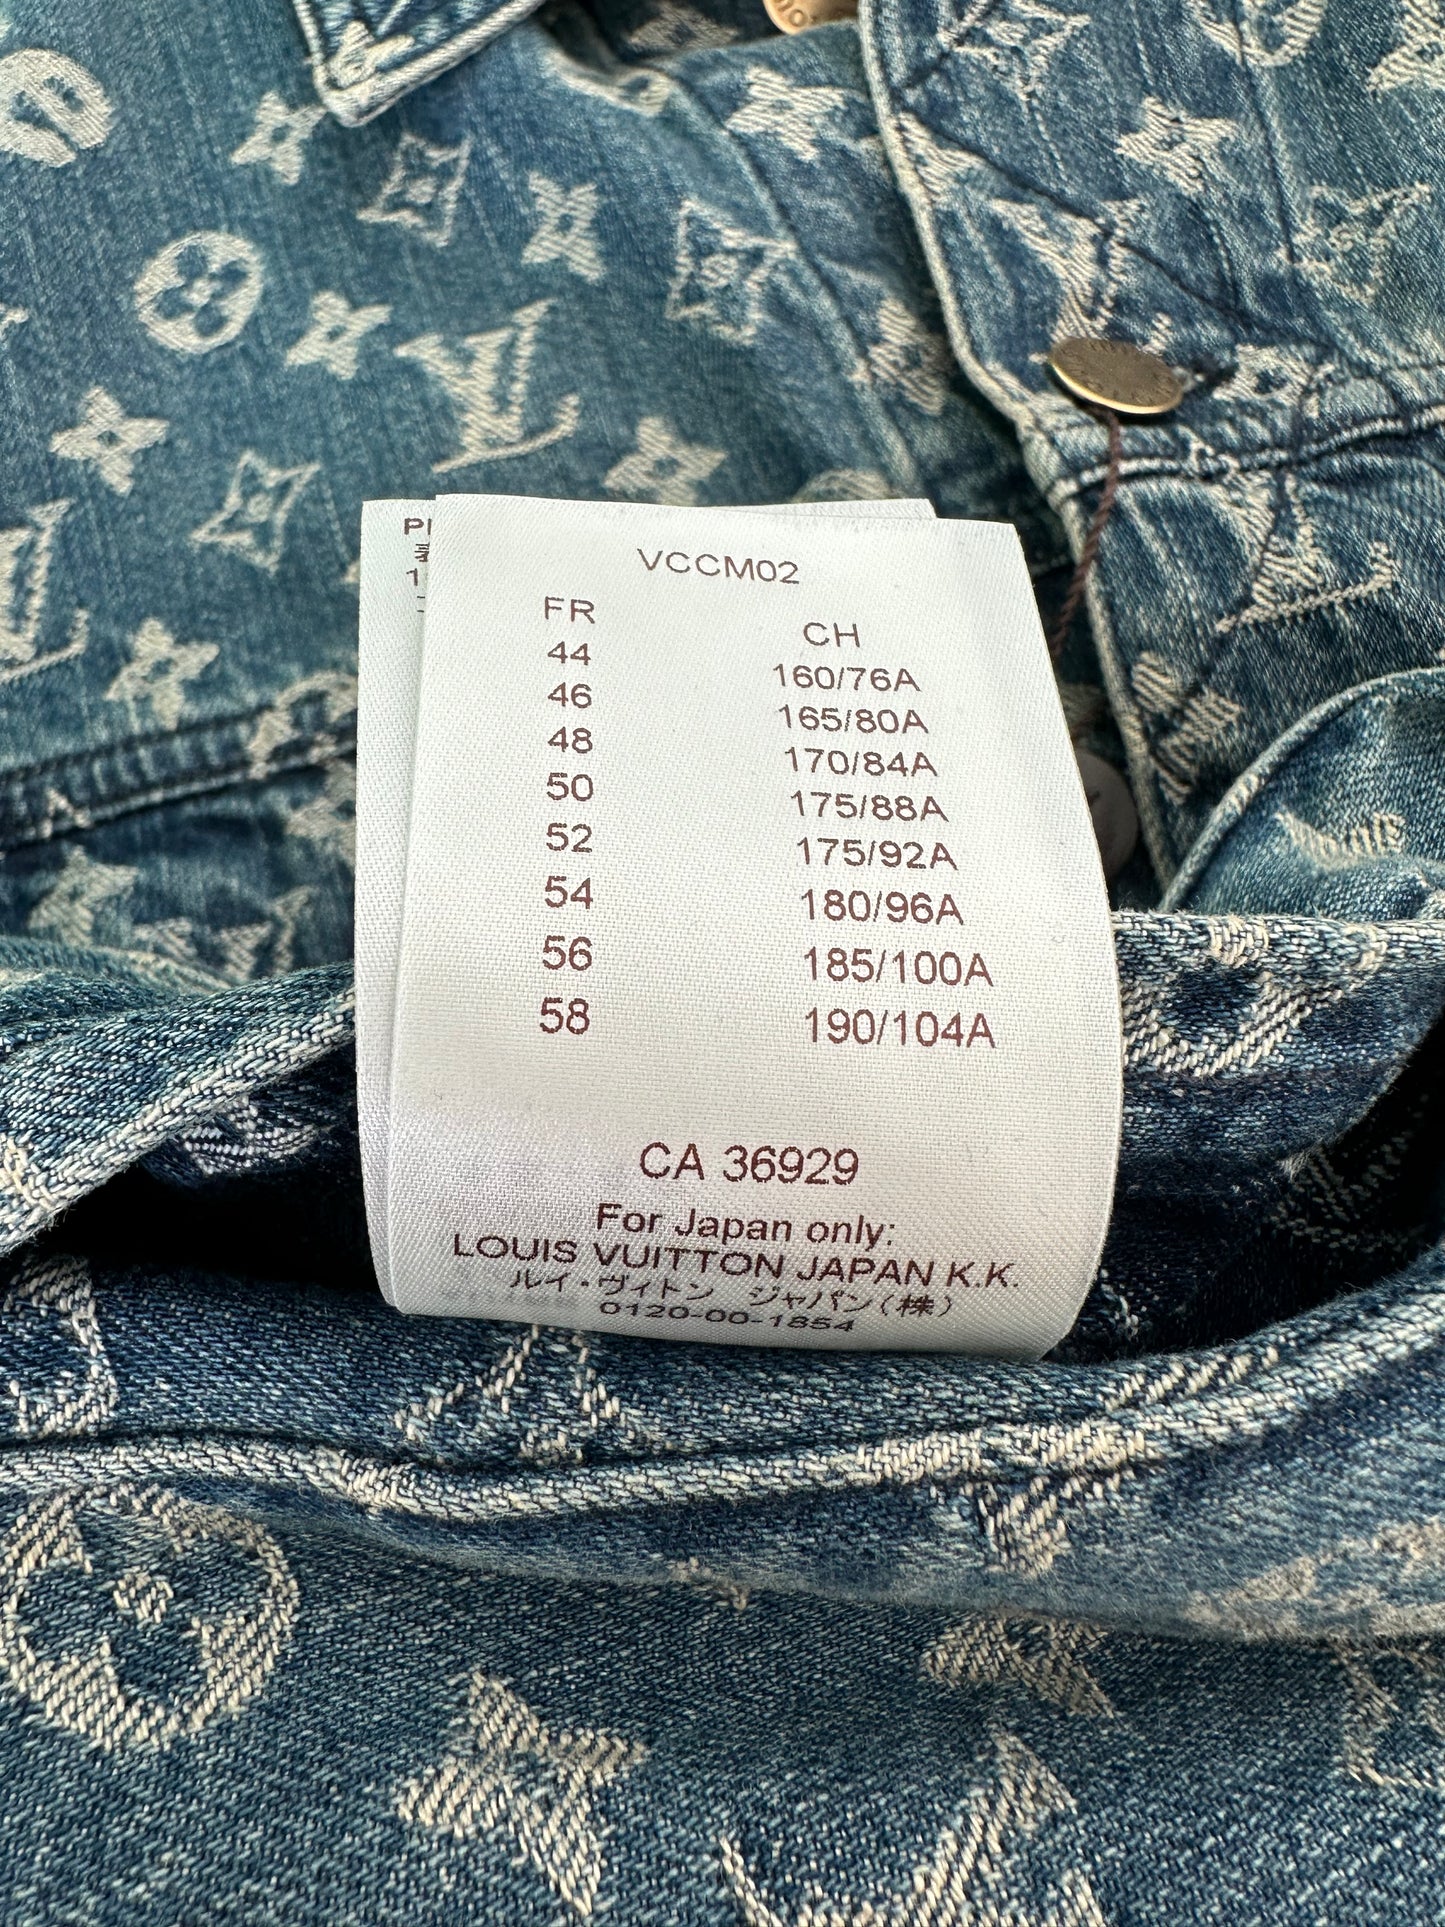 VCCM02
FR CH
44 160/76A
46 165/80A
48 170/84A
50 175/88A
52 175/92A
54 180/96A
56 185/100A
58 190/104A
CA 36929
For Japan only:
LOUIS VUITTON JAPAN K.K.
ルイ・ヴィトン ジャパン(株)
0120-00-1854